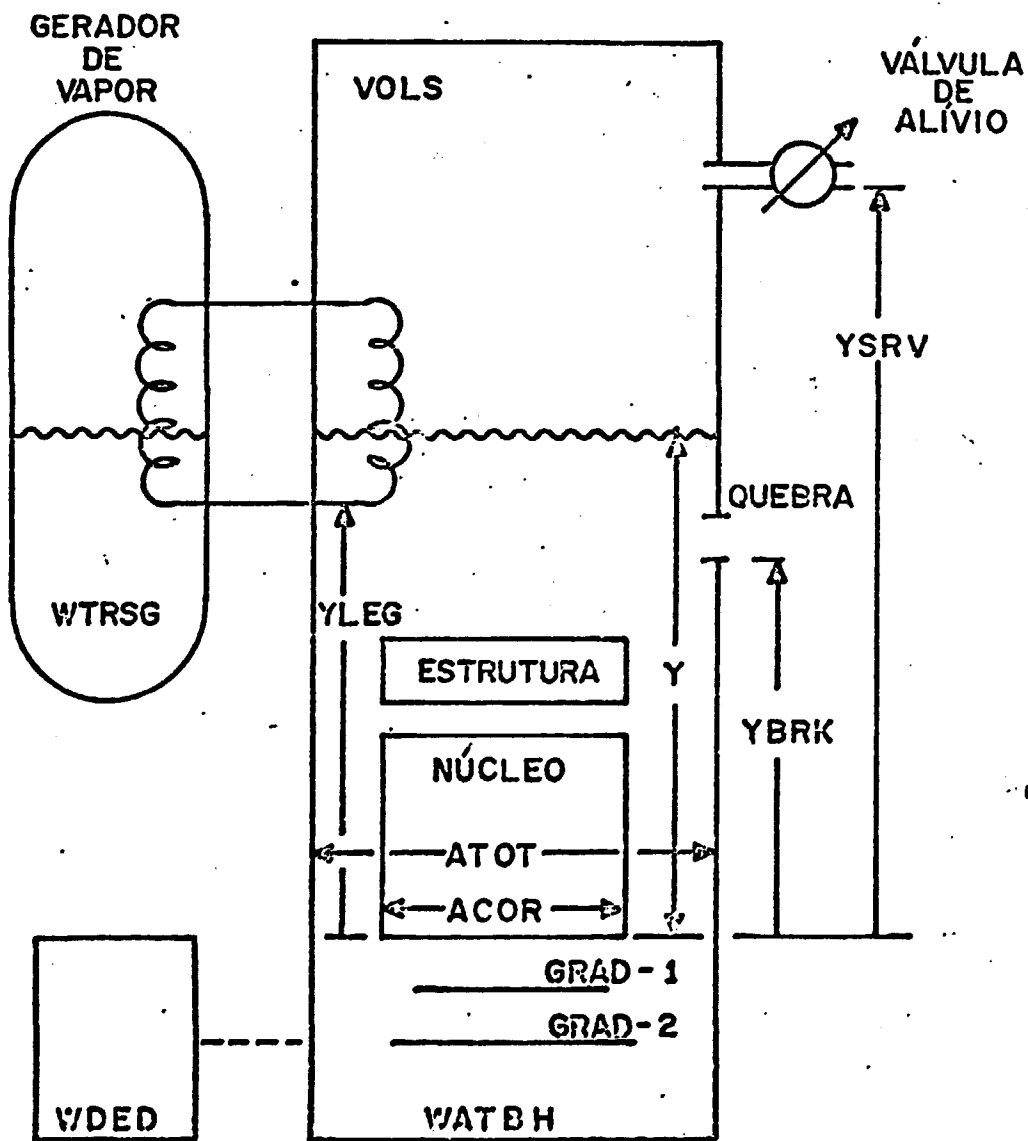 GERADOR
DE
VAPOR
VOLS
VÁLVULA
DE
ALÍVIO
YSRV
QUEBRA
WTRSG
YLEG
ESTRUTURA
Y
YBRK
NÚCLEO
ATOT
ACOR
GRAD-1
GRAD-2
WDED
WATBH